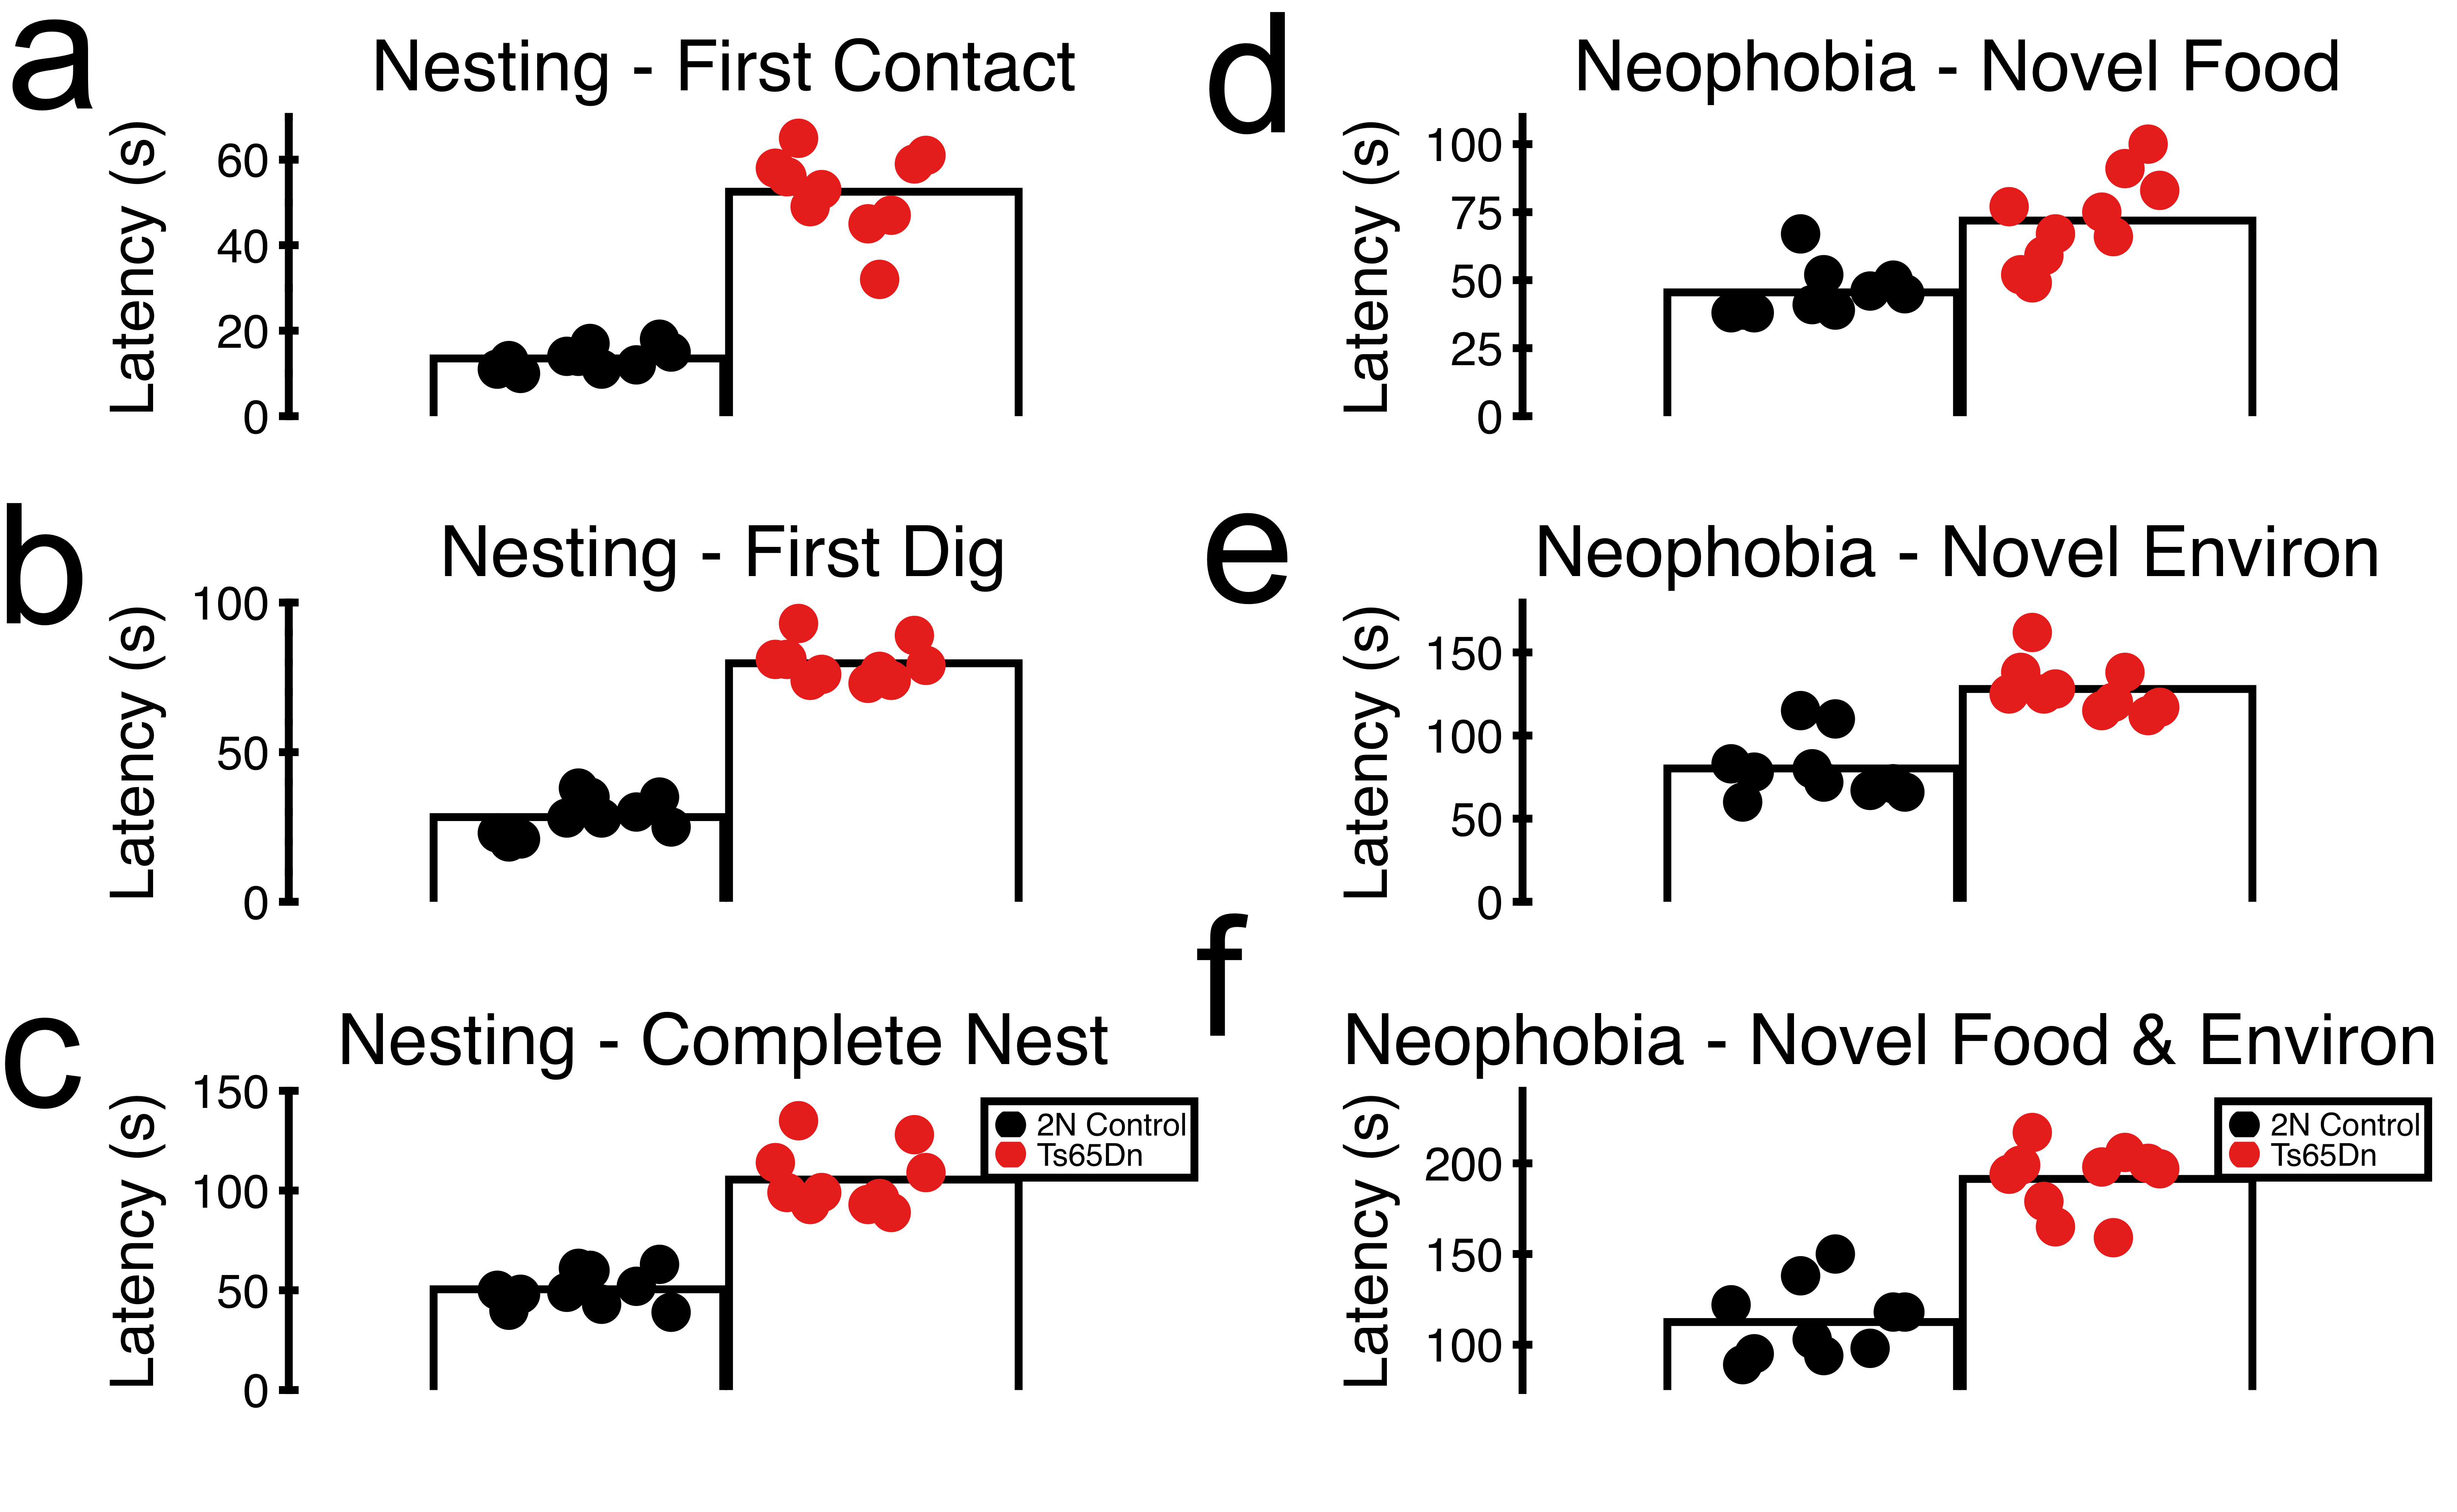 a
Nesting - First Contact
Latency (s)
60
40
20
0
b
Nesting - First Dig
Latency (s)
100
50
0
c
Nesting - Complete Nest
Latency (s)
150
100
50
0
2N Control
Ts65Dn
d
Neophobia - Novel Food
Latency (s)
100
75
50
25
0
e
Neophobia - Novel Environ
Latency (s)
150
100
50
0
f
Neophobia - Novel Food & Environ
Latency (s)
200
150
100
2N Control
Ts65Dn